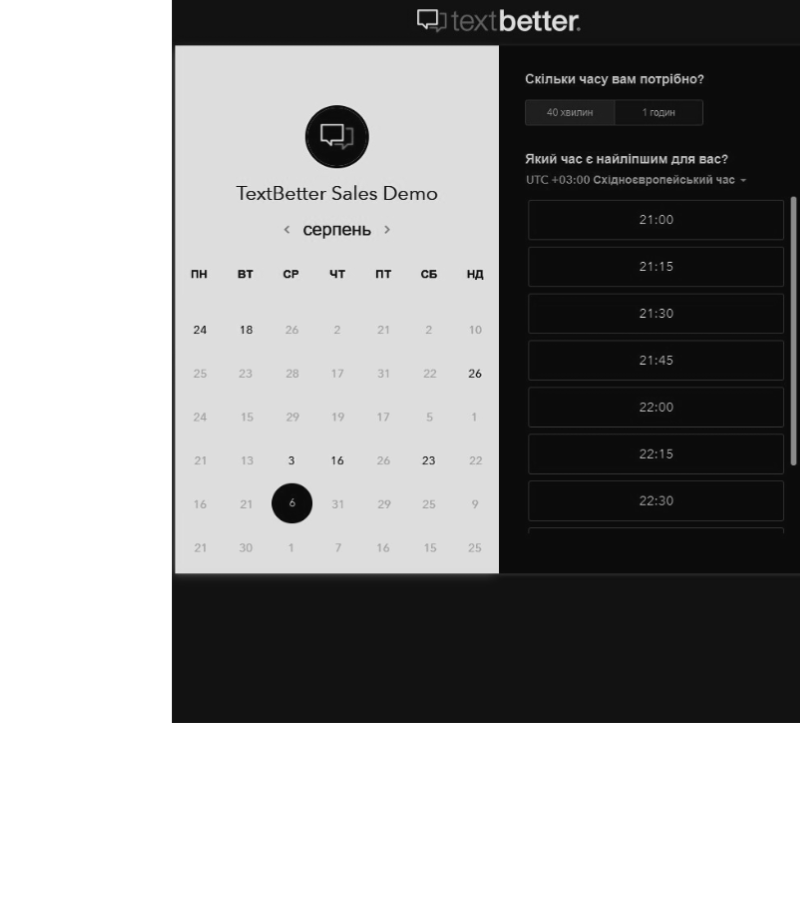 textbetter.
TextBetter Sales Demo
серпень
ПН ВТ СР ЧТ ПТ СБ НД
24 18 26 2 21 2 10
25 23 28 17 31 22 26
24 15 29 19 17 5 1
21 13 3 16 26 23 22
16 21 6 31 29 25 9
21 30 1 7 16 15 25
Скільки часу вам потрібно?
40 хвилин 1 годин
Який час є найліпшим для вас?
UTC +03:00 Східноєвропейський час
21:00
21:15
21:30
21:45
22:00
22:15
22:30